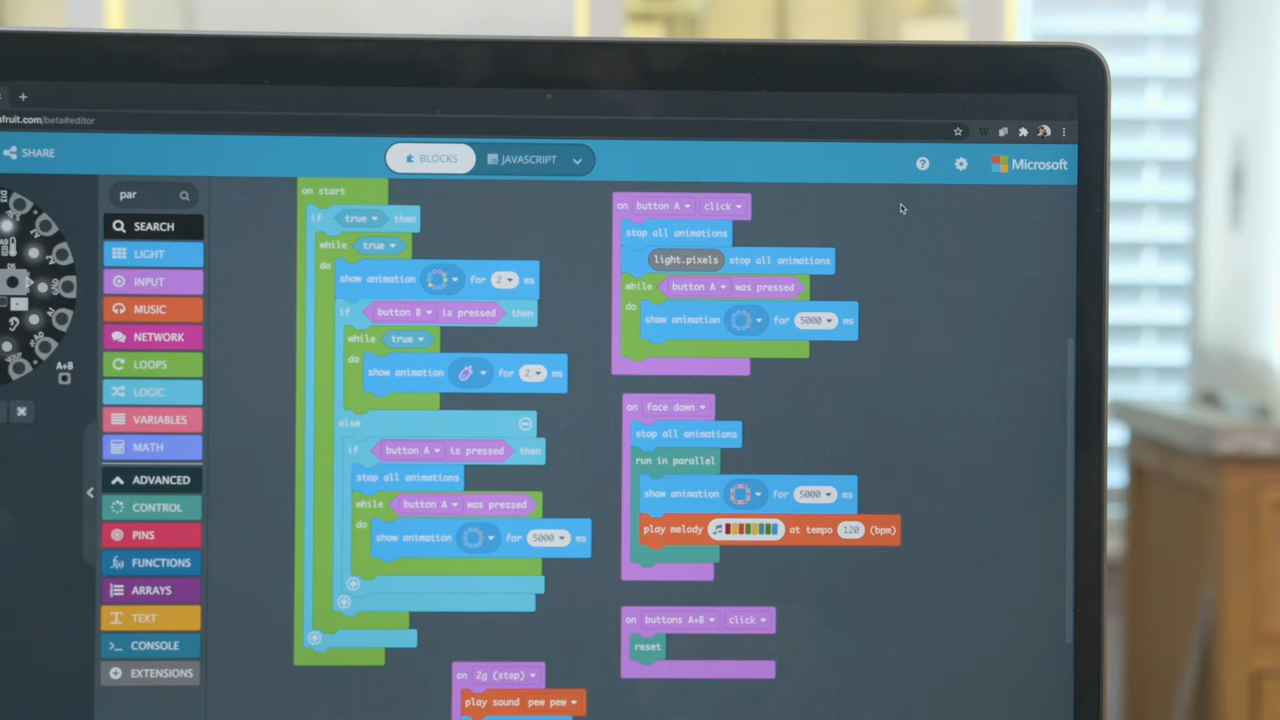 +
fruit.com/beta#editor
SHARE
BLOCKS
JAVASCRIPT
?
Microsoft
par
SEARCH
LIGHT
INPUT
MUSIC
NETWORK
LOOPS
LOGIC
VARIABLES
MATH
ADVANCED
CONTROL
PINS
FUNCTIONS
ARRAYS
TEXT
CONSOLE
EXTENSIONS
A+B
on start
if true then
while true
do
show animation for 2 ms
if button B is pressed then
while true
do
show animation for 2 ms
else
if button A is pressed then
stop all animations
while button A was pressed
do
show animation for 5000 ms
on 2g (step)
play sound pew pew
on button A click
stop all animations
light.pixels stop all animations
while button A was pressed
do
show animation for 5000 ms
on face down
stop all animations
run in parallel
show animation for 5000 ms
play melody at tempo 120 (bpm)
on buttons A+B click
reset